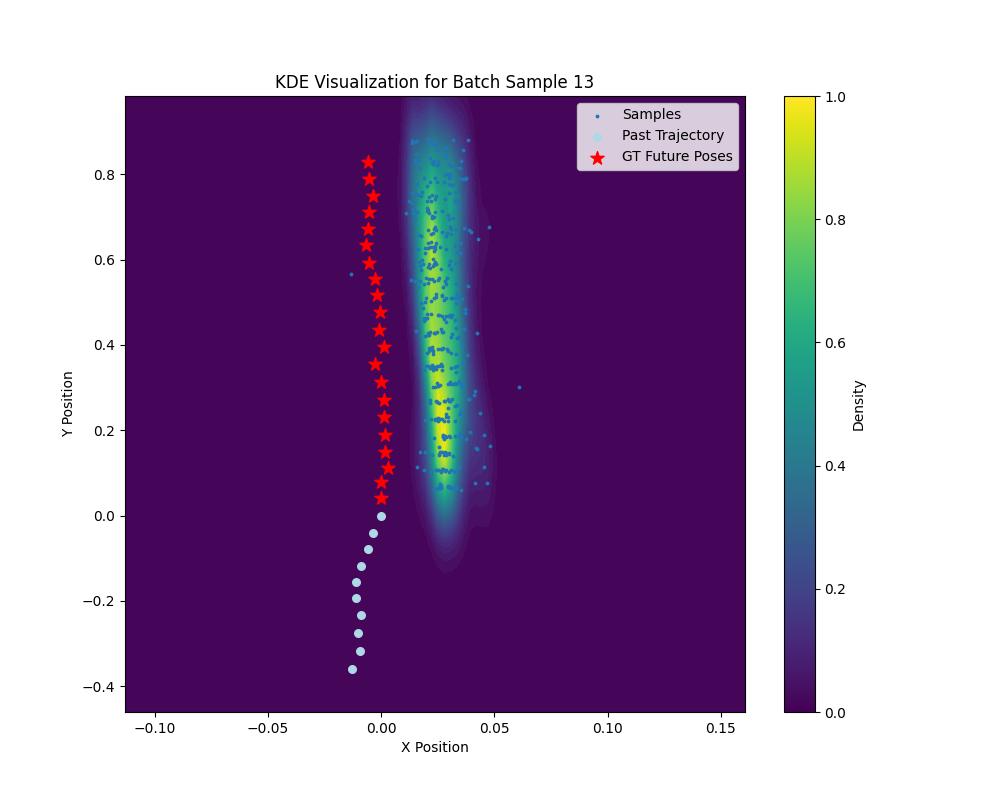 KDE Visualization for Batch Sample 13
Samples
Past Trajectory
GT Future Poses
Y Position
0.8
0.6
0.4
0.2
0.0
−0.2
−0.4
−0.10
−0.05
0.00
0.05
0.10
0.15
X Position
1.0
0.8
0.6
0.4
0.2
0.0
Density